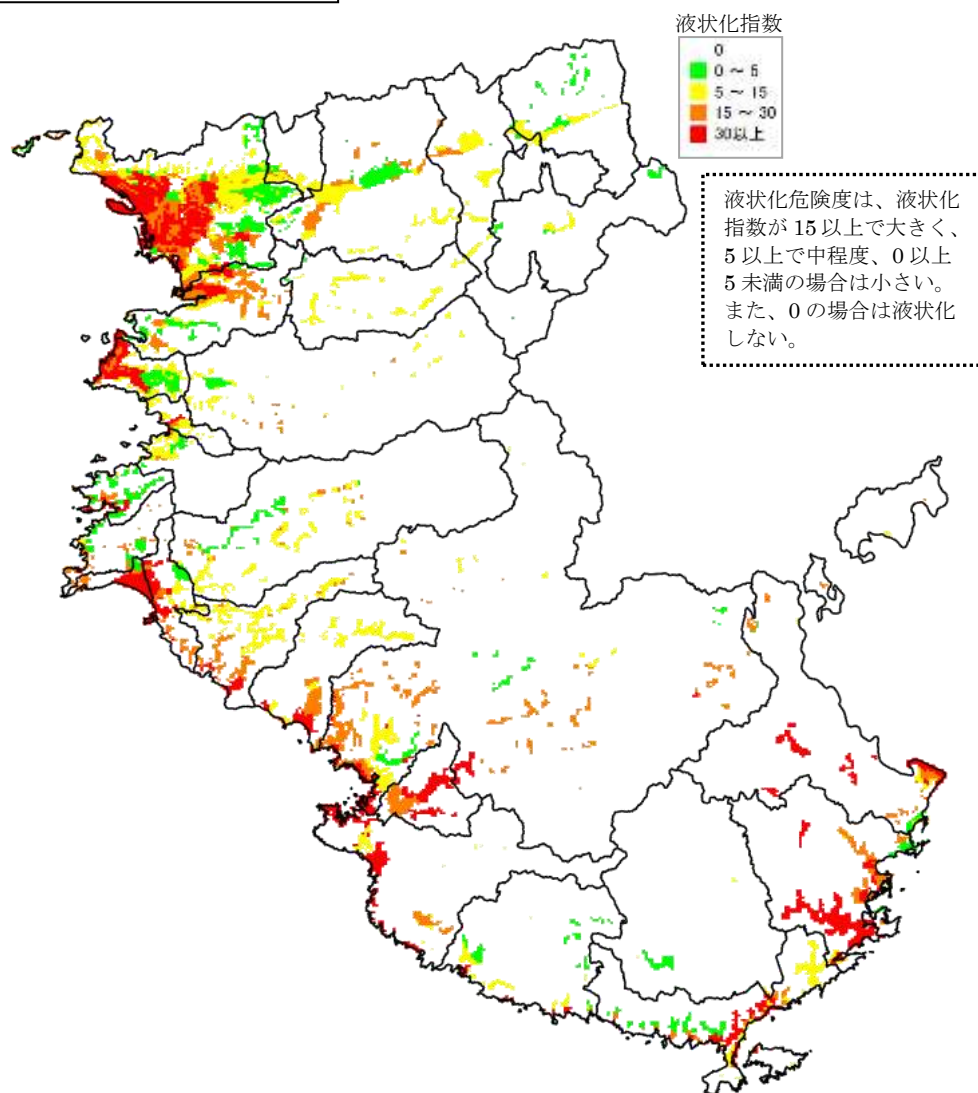 液状化指数
0
0 ～ 5
5 ～ 15
15 ～ 30
30以上
液状化危険度は、液状化
指数が 15 以上で大きく、
5 以上で中程度、0 以上
5 未満の場合は小さい。
また、0 の場合は液状化
しない。